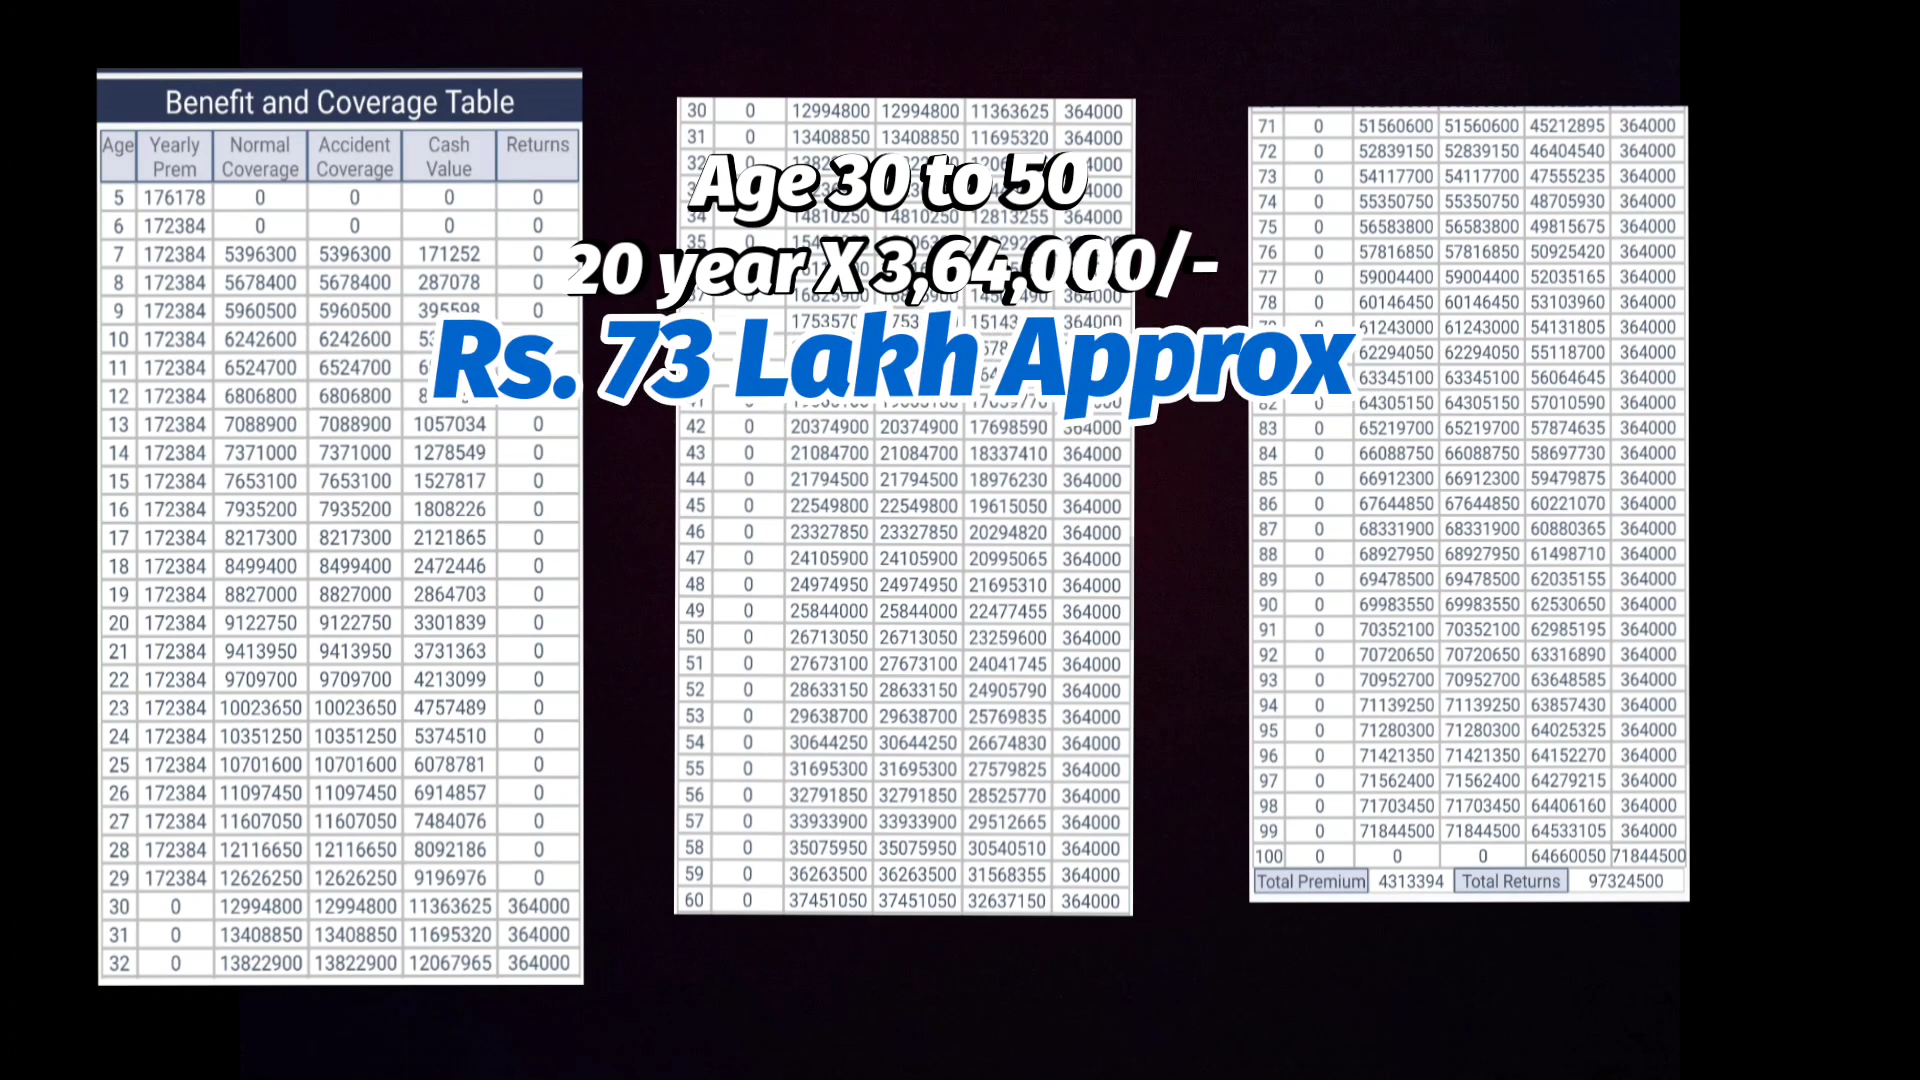 Benefit and Coverage Table
Age Yearly Prem Normal Coverage Accident Coverage Cash Value Returns
5 176178 0 0 0 0
6 172384 0 0 0 0
7 172384 5396300 5396300 171252 0
8 172384 5678400 5678400 287078 0
9 172384 5960500 5960500 395598 0
10 172384 6242600 6242600
11 172384 6524700 6524700
12 172384 6806800 6806800
13 172384 7088900 7088900 1057034 0
14 172384 7371000 7371000 1278549 0
15 172384 7653100 7653100 1527817 0
16 172384 7935200 7935200 1808226 0
17 172384 8217300 8217300 2121865 0
18 172384 8499400 8499400 2472446 0
19 172384 8827000 8827000 2864703 0
20 172384 9122750 9122750 3301839 0
21 172384 9413950 9413950 3731363 0
22 172384 9709700 9709700 4213099 0
23 172384 10023650 10023650 4757489 0
24 172384 10351250 10351250 5374510 0
25 172384 10701600 10701600 6078781 0
26 172384 11097450 11097450 6914857 0
27 172384 11607050 11607050 7484076 0
28 172384 12116650 12116650 8092186 0
29 172384 12626250 12626250 9196976 0
30 0 12994800 12994800 11363625 364000
31 0 13408850 13408850 11695320 364000
32 0 13822900 13822900 12067965 364000
30 0 12994800 12994800 11363625 364000
31 0 13408850 13408850 11695320 364000
Age 30 to 50
34 14810250 14810250 12813255 364000
20 year X 3,64,000/-
Rs. 73 Lakh Approx
42 0 20374900 20374900 17698590 364000
43 0 21084700 21084700 18337410 364000
44 0 21794500 21794500 18976230 364000
45 0 22549800 22549800 19615050 364000
46 0 23327850 23327850 20294820 364000
47 0 24105900 24105900 20995065 364000
48 0 24974950 24974950 21695310 364000
49 0 25844000 25844000 22477455 364000
50 0 26713050 26713050 23259600 364000
51 0 27673100 27673100 24041745 364000
52 0 28633150 28633150 24905790 364000
53 0 29638700 29638700 25769835 364000
54 0 30644250 30644250 26674830 364000
55 0 31695300 31695300 27579825 364000
56 0 32791850 32791850 28525770 364000
57 0 33933900 33933900 29512665 364000
58 0 35075950 35075950 30540510 364000
59 0 36263500 36263500 31568355 364000
60 0 37451050 37451050 32637150 364000
71 0 51560600 51560600 45212895 364000
72 0 52839150 52839150 46404540 364000
73 0 54117700 54117700 47555235 364000
74 0 55350750 55350750 48705930 364000
75 0 56583800 56583800 49815675 364000
76 0 57816850 57816850 50925420 364000
77 0 59004400 59004400 52035165 364000
78 0 60146450 60146450 53103960 364000
61243000 61243000 54131805 364000
62294050 62294050 55118700 364000
63345100 63345100 56064645 364000
82 0 64305150 64305150 57010590 364000
83 0 65219700 65219700 57874635 364000
84 0 66088750 66088750 58697730 364000
85 0 66912300 66912300 59479875 364000
86 0 67644850 67644850 60221070 364000
87 0 68331900 68331900 60880365 364000
88 0 68927950 68927950 61498710 364000
89 0 69478500 69478500 62035155 364000
90 0 69983550 69983550 62530650 364000
91 0 70352100 70352100 62985195 364000
92 0 70720650 70720650 63316890 364000
93 0 70952700 70952700 63648585 364000
94 0 71139250 71139250 63857430 364000
95 0 71280300 71280300 64025325 364000
96 0 71421350 71421350 64152270 364000
97 0 71562400 71562400 64279215 364000
98 0 71703450 71703450 64406160 364000
99 0 71844500 71844500 64533105 364000
100 0 0 0 64660050 71844500
Total Premium 4313394 Total Returns 97324500